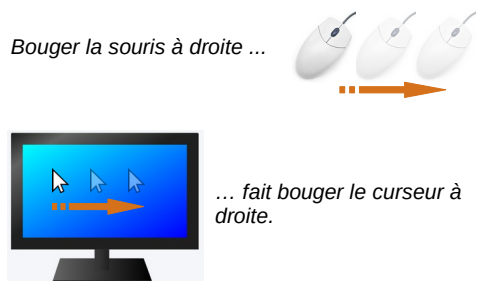 Bouger la souris à droite ...
… fait bouger le curseur à
droite.